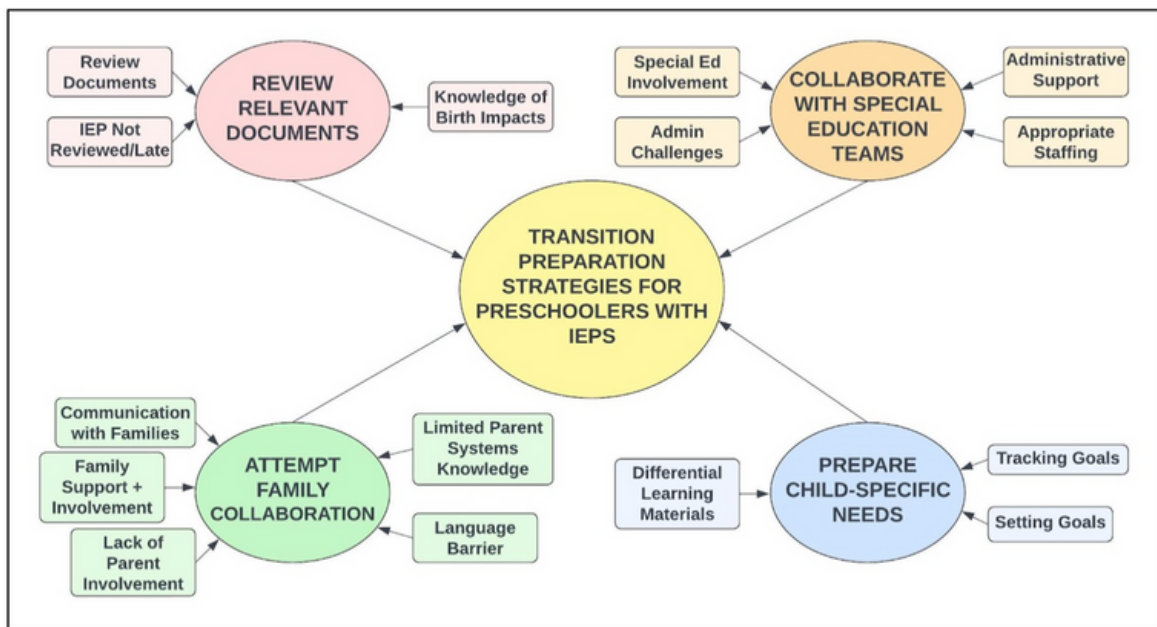 Review
Documents
IEP Not
Reviewed/Late
REVIEW
RELEVANT
DOCUMENTS
Knowledge of
Birth Impacts
Special Ed
Involvement
Admin
Challenges
COLLABORATE
WITH SPECIAL
EDUCATION
TEAMS
Administrative
Support
Appropriate
Staffing
TRANSITION
PREPARATION
STRATEGIES FOR
PRESCHOOLERS WITH
IEPS
Communication
with Families
Family
Support +
Involvement
Lack of
Parent
Involvement
ATTEMPT
FAMILY
COLLABORATION
Limited Parent
Systems
Knowledge
Language
Barrier
Differential
Learning
Materials
PREPARE
CHILD-SPECIFIC
NEEDS
Tracking Goals
Setting Goals